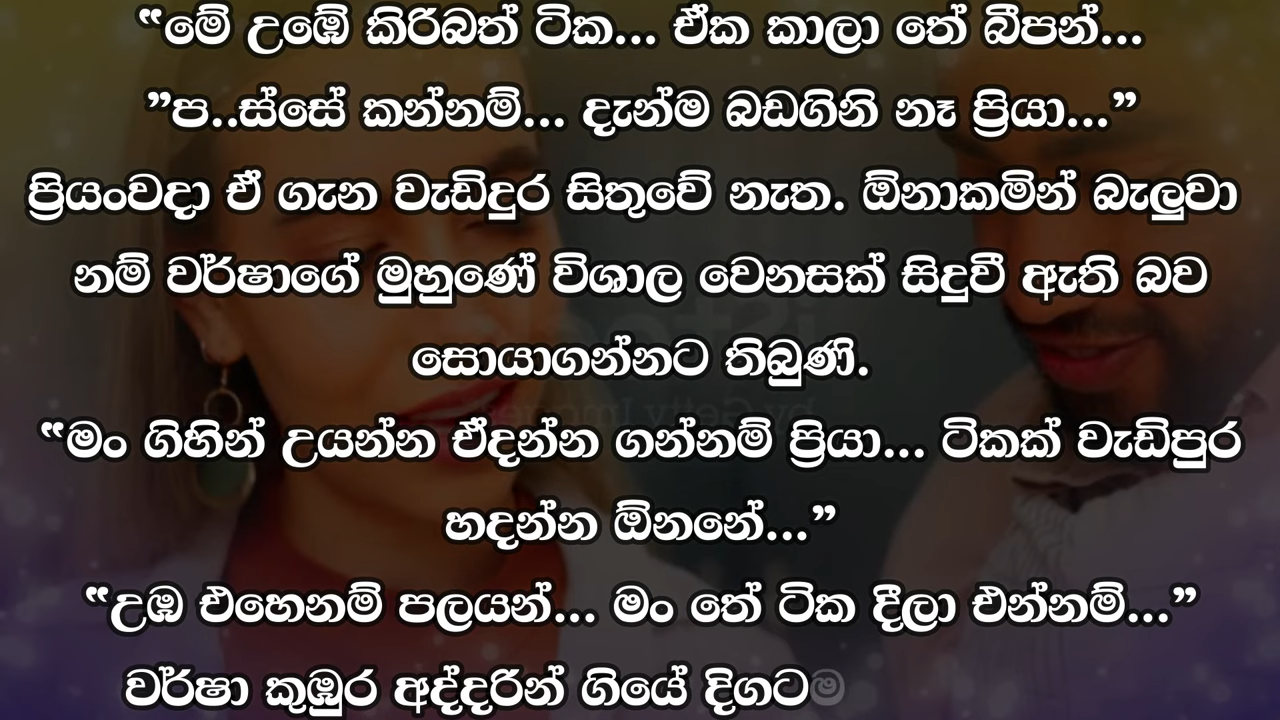 “මේ උඹේ කිරිබත් ටික... ඒක කාලා තේ බීපන්...
”ප..ස්සේ කන්නම්... දැන්ම බඩගිනි නෑ ප්‍රියා...”
ප්‍රියංවදා ඒ ගැන වැඩිදුර සිතුවේ නැත. ඕනාකමින් බැලුවා
නම් වර්ෂාගේ මුහුණේ විශාල වෙනසක් සිදුවී ඇති බව
සොයාගන්නට තිබුණි.
“මං ගිහින් උයන්න ඒදන්න ගන්නම් ප්‍රියා... ටිකක් වැඩිපුර
හදන්න ඕනනේ...”
“උඹ එහෙනම් පලයන්... මං තේ ටික දීලා එන්නම්...”
වර්ෂා කුඹුර අද්දරින් ගියේ දිගටම